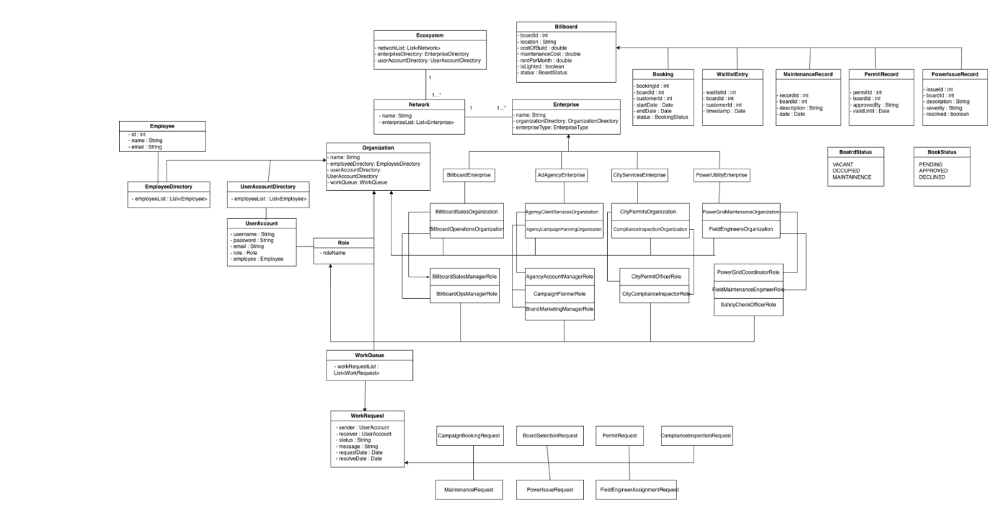 Billboard
- boardId : int
- location : String
- costOfBuild : double
- maintenanceCost : double
- rentPerMonth : double
- isLighted : boolean
- status : BoardStatus
Ecosystem
- networkList: List<Network>
- enterpriseDirectory: EnterpriseDirectory
- userAccountDirectory: UserAccountDirectory
1
1...*
Booking
- bookingId : int
- boardId : int
- customerId : int
- startDate : Date
- endDate : Date
- status : BookingStatus
WaitlistEntry
- waitlistId : int
- boardId : int
- customerId : int
- timestamp : Date
MaintenanceRecord
- recordId : int
- boardId : int
- description : String
- date : Date
PermitRecord
- permitId : int
- boardId : int
- approvedBy : String
- validUntil : Date
PowerIssueRecord
- issueId : int
- boardId : int
- description : String
- severity : String
- resolved : boolean
Network
- name: String
- enterpriseList: List<Enterprise>
1
1...*
Enterprise
- name: String
- organizationDirectory: OrganizationDirectory
- enterpriseType: EnterpriseType
Employee
- id : int
- name : String
- email : String
Organization
- name: String
- employeeDirectory: EmployeeDirectory
- userAccountDirectory:
UserAccountDirectory
- workQueue: WorkQueue
BoatrdStatus
VACANT
OCCUPIED
MAINTAINENCE
BookStatus
PENDING
APPROVED
DECLINED
BillboardEnterprise
AdAgencyEnterprise
CityServicesEnterprise
PowerUtilityEnterprise
EmployeeDirectory
- employeeList : List<Employee>
UserAccountDirectory
- employeeList : List<Employee>
BillboardSalesOrganization
BillboardOperationsOrganization
AgencyClientServicesOrganization
AgencyCampaignPlanningOrganization
CityPermitsOrganization
ComplianceInspectionOrganization
PowerGridMaintenanceOrganization
FieldEngineersOrganization
UserAccount
- username : String
- password : String
- email : String
- role : Role
- employee : Employee
Role
- roleName
BillboardSalesManagerRole
BillboardOpsManagerRole
AgencyAccountManagerRole
CampaignPlannerRole
BrandMarketingManagerRole
CityPermitOfficerRole
CityComplianceInspectorRole
PowerGridCoordinatorRole
FieldMaintenanceEngineerRole
SafetyCheckOfficerRole
WorkQueue
- workRequestList :
List<WorkRequest>
WorkRequest
- sender : UserAccount
- receiver : UserAccount
- status : String
- message : String
- requestDate : Date
- resolveDate : Date
CampaignBookingRequest
BoardSelectionRequest
PermitRequest
ComplianceInspectionRequest
MaintenanceRequest
PowerIssueRequest
FieldEngineerAssignmentRequest